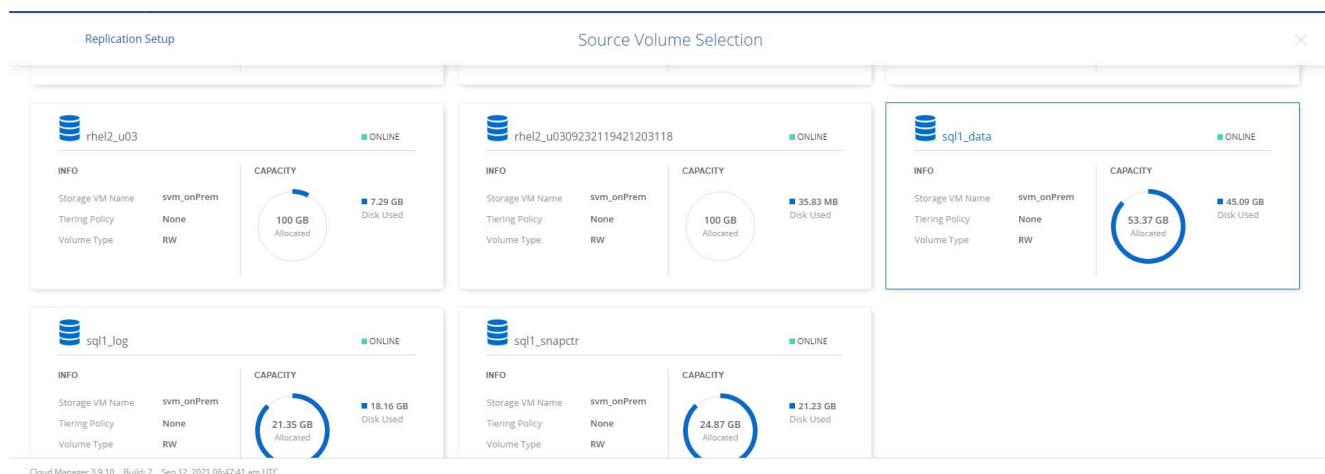 Replication Setup
Source Volume Selection
rhel2_u03
ONLINE
INFO
CAPACITY
Storage VM Name svm_onPrem
Tiering Policy None
Volume Type RW
100 GB
Allocated
7.29 GB
Disk Used
rhel2_u0309232119421203118
ONLINE
INFO
CAPACITY
Storage VM Name svm_onPrem
Tiering Policy None
Volume Type RW
100 GB
Allocated
35.83 MB
Disk Used
sql1_data
ONLINE
INFO
CAPACITY
Storage VM Name svm_onPrem
Tiering Policy None
Volume Type RW
53.37 GB
Allocated
45.09 GB
Disk Used
sql1_log
ONLINE
INFO
CAPACITY
Storage VM Name svm_onPrem
Tiering Policy None
Volume Type RW
21.35 GB
Allocated
18.16 GB
Disk Used
sql1_snapctr
ONLINE
INFO
CAPACITY
Storage VM Name svm_onPrem
Tiering Policy None
Volume Type RW
24.87 GB
Allocated
21.23 GB
Disk Used
Cloud Manager 3.9.10 Build: 2 Sep 12, 2021 06:47:41 am UTC